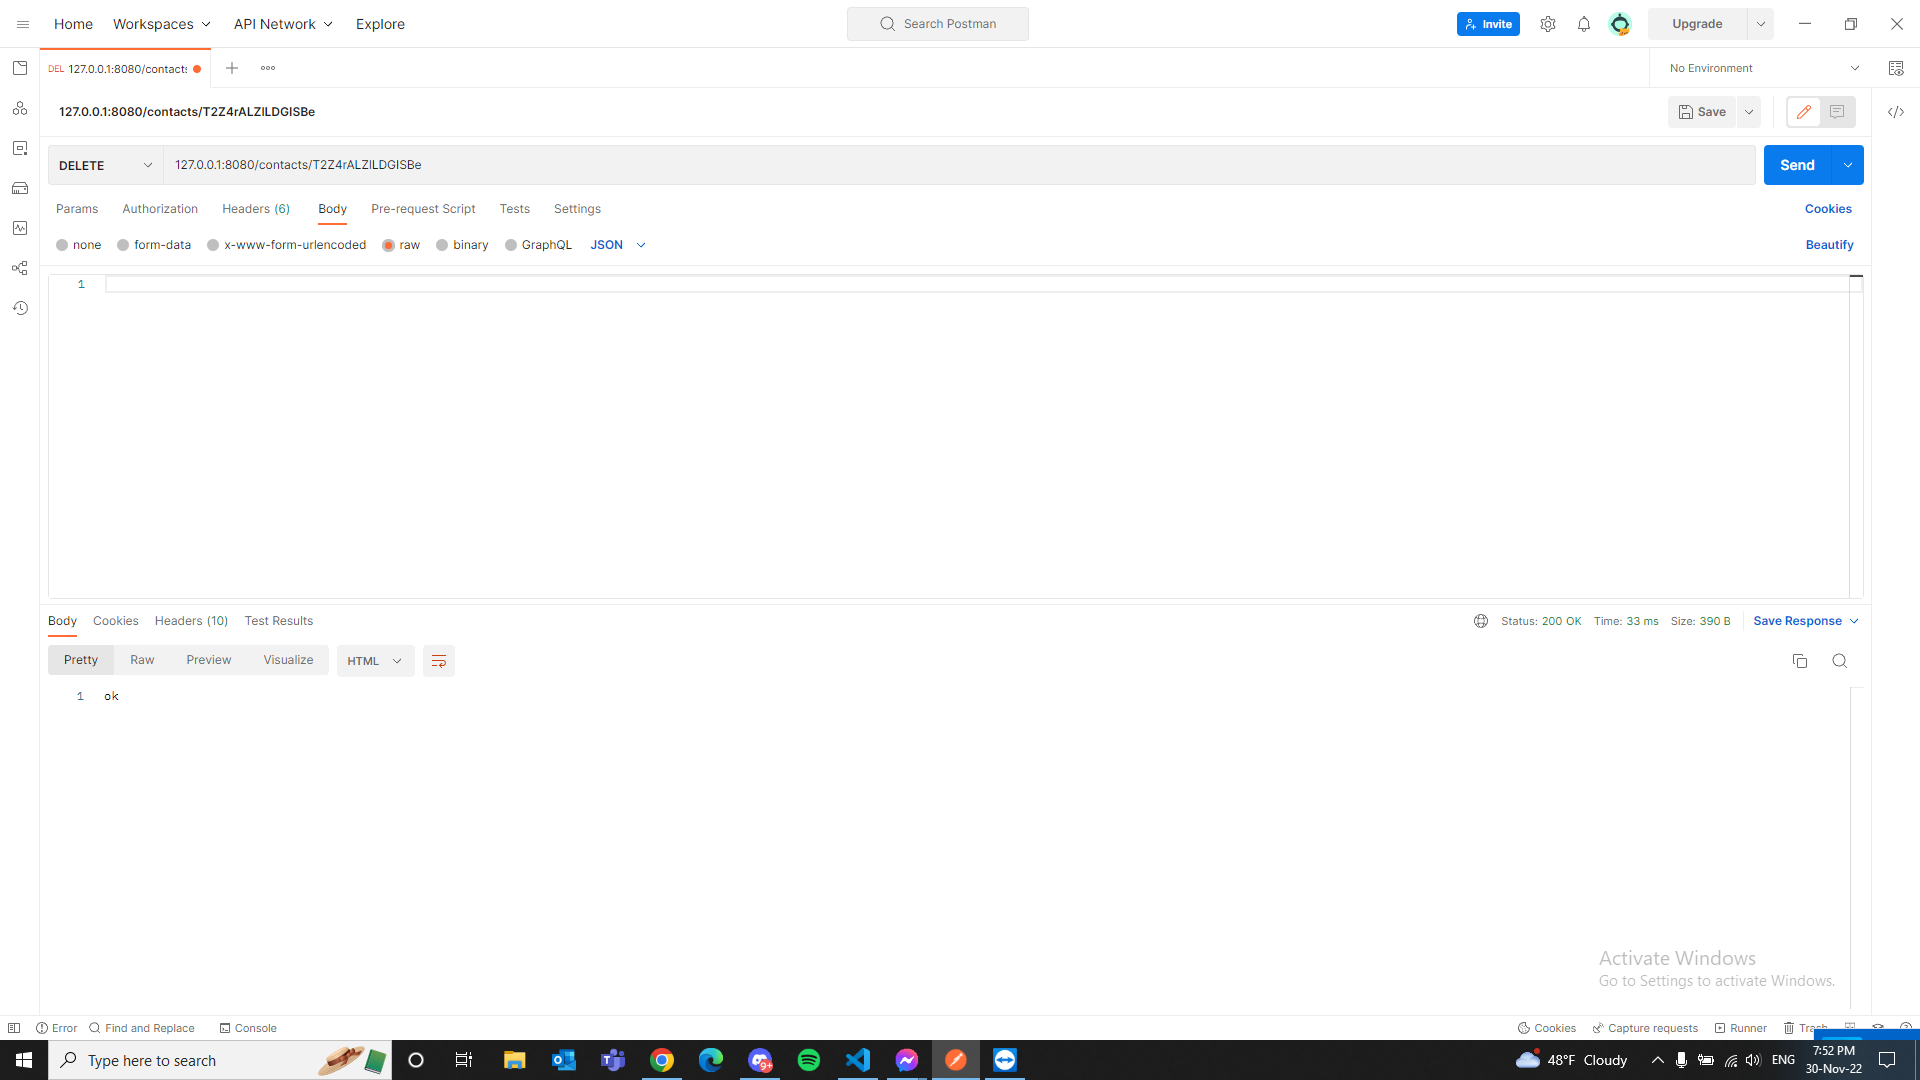 Home Workspaces API Network Explore Search Postman Invite Upgrade
DEL 127.0.0.1:8080/contacts No Environment
127.0.0.1:8080/contacts/T2Z4rALZILDGISBe Save
DELETE 127.0.0.1:8080/contacts/T2Z4rALZILDGISBe Send
Params Authorization Headers (6) Body Pre-request Script Tests Settings Cookies
none form-data x-www-form-urlencoded raw binary GraphQL JSON Beautify
1
Body Cookies Headers (10) Test Results Status: 200 OK Time: 33 ms Size: 390 B Save Response
Pretty Raw Preview Visualize HTML
1 ok
Activate Windows
Go to Settings to activate Windows.
Error Find and Replace Console Cookies Capture requests Runner Trash
Type here to search 9+ 48°F Cloudy ENG 7:52 PM
30-Nov-22